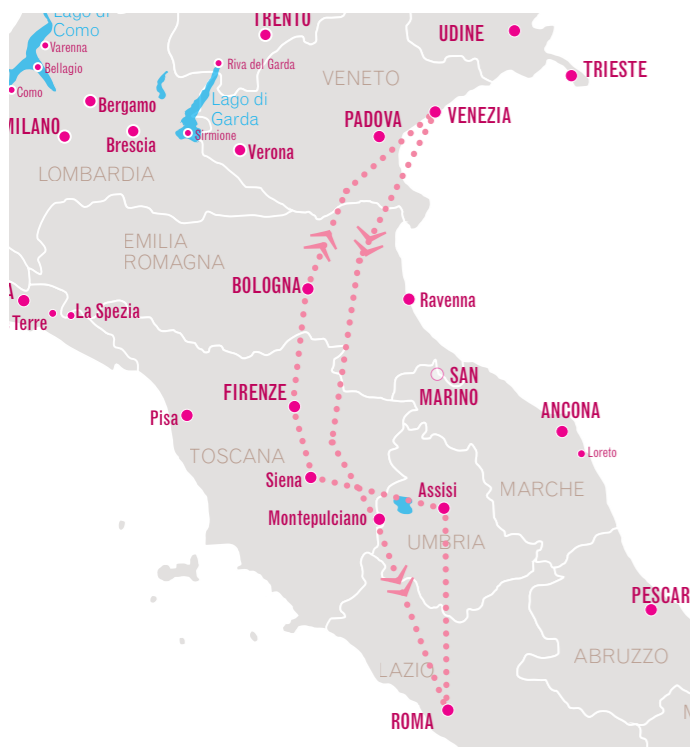 Lago di
Como
Varenna
Bellagio
Como
TRENTO
UDINE
TRIESTE
Riva del Garda
VENETO
Bergamo
Lago di
Garda
PADOVA
VENEZIA
MILANO
Brescia
Sirmione
Verona
LOMBARDIA
EMILIA
ROMAGNA
BOLOGNA
Ravenna
A
Terre
La Spezia
SAN
MARINO
FIRENZE
Pisa
ANCONA
TOSCANA
Loreto
Siena
Assisi
MARCHE
Montepulciano
UMBRIA
PESCAR
ABRUZZO
LAZIO
ROMA
M